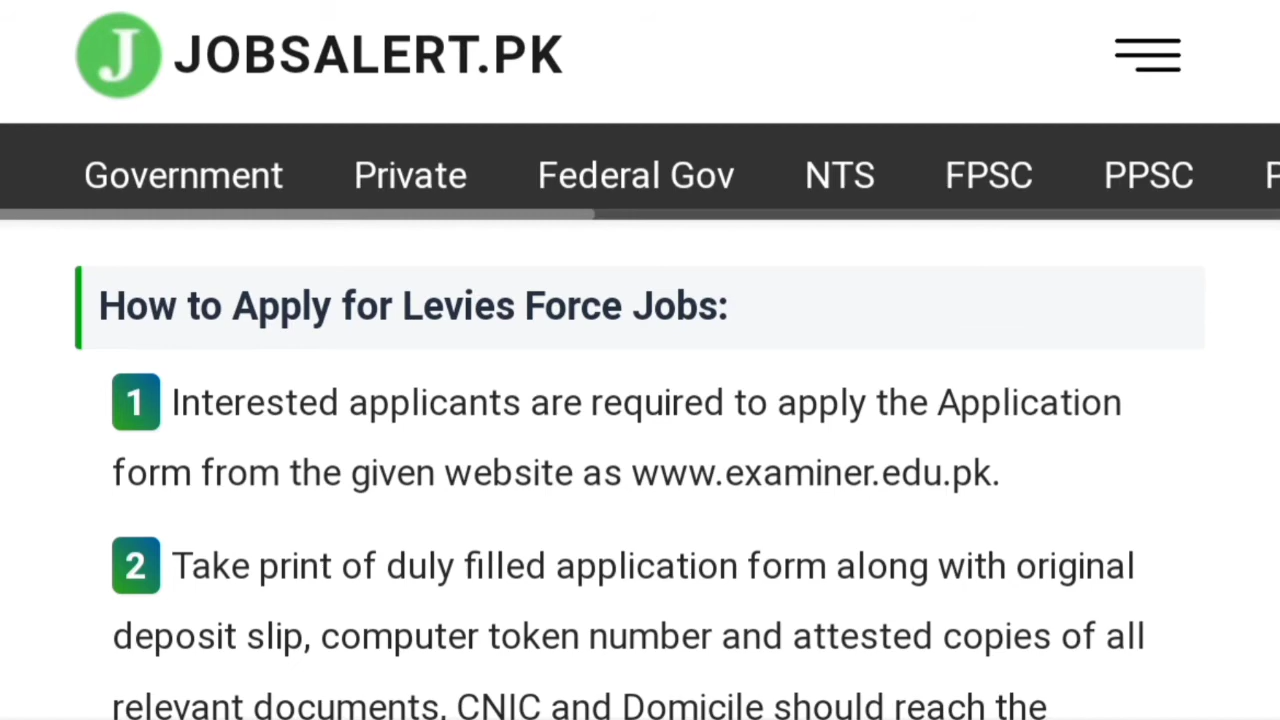 J JOBSALERT.PK
Government Private Federal Gov NTS FPSC PPSC
How to Apply for Levies Force Jobs:
1 Interested applicants are required to apply the Application
form from the given website as www.examiner.edu.pk.
2 Take print of duly filled application form along with original
deposit slip, computer token number and attested copies of all
relevant documents, CNIC and Domicile should reach the